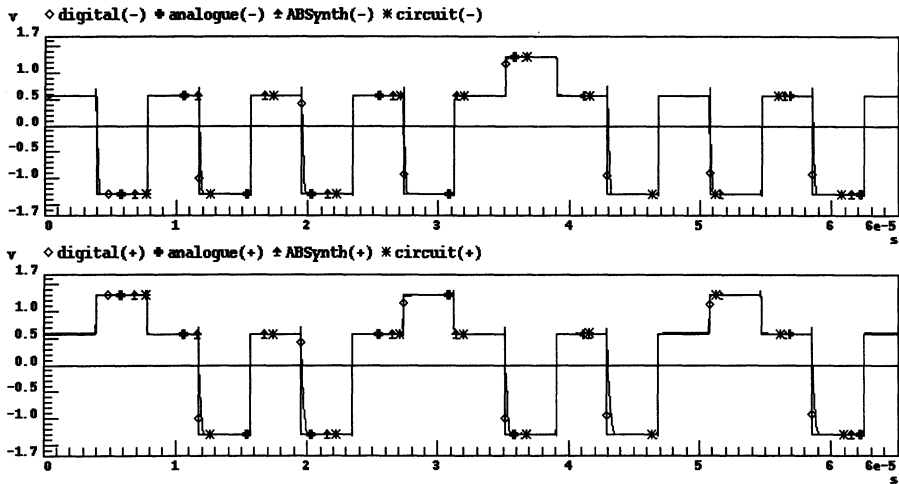 v ◇ digital(-) ✚ analogue(-) ± ABSynth(-) ✳ circuit(-)
1.7
1.0
0.5
0.0
-0.5
-1.0
-1.7
0 1 2 3 4 5 6 6e-5
s
v ◇ digital(+) ✚ analogue(+) ± ABSynth(+) ✳ circuit(+)
1.7
1.0
0.5
0.0
-0.5
-1.0
-1.7
0 1 2 3 4 5 6 6e-5
s